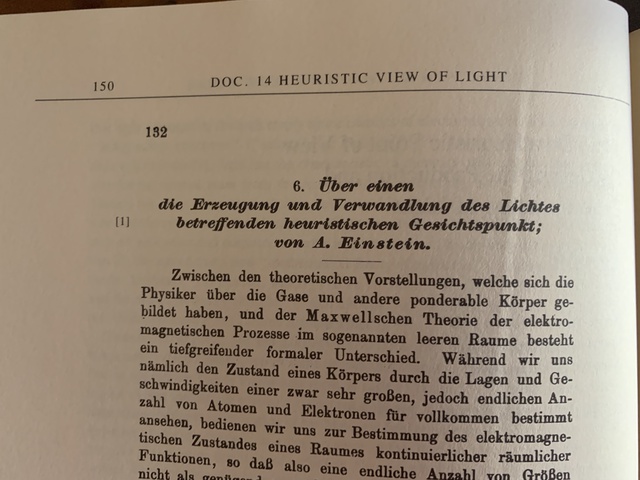 150
DOC. 14 HEURISTIC VIEW OF LIGHT
132
6. Über einen
die Erzeugung und Verwandlung des Lichtes
[1] betreffenden heuristischen Gesichtspunkt;
von A. Einstein.
Zwischen den theoretischen Vorstellungen, welche sich die
Physiker über die Gase und andere ponderable Körper ge-
bildet haben, und der Maxwellschen Theorie der elektro-
magnetischen Prozesse im sogenannten leeren Raume besteht
ein tiefgreifender formaler Unterschied. Während wir uns
nämlich den Zustand eines Körpers durch die Lagen und Ge-
schwindigkeiten einer zwar sehr großen, jedoch endlichen An-
zahl von Atomen und Elektronen für vollkommen bestimmt
ansehen, bedienen wir uns zur Bestimmung des elektromagne-
tischen Zustandes eines Raumes kontinuierlicher räumlicher
Funktionen, so daß also eine endliche Anzahl von Größen
nicht als